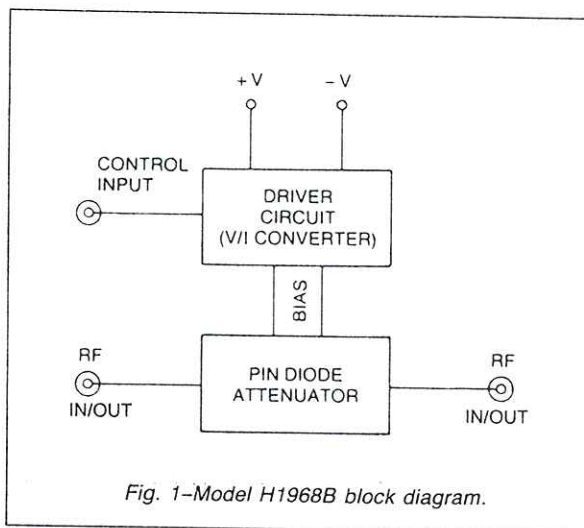 + V
− V
CONTROL
INPUT
DRIVER
CIRCUIT
(V/I CONVERTER)
BIAS
RF
IN/OUT
PIN DIODE
ATTENUATOR
RF
IN/OUT
Fig. 1–Model H1968B block diagram.